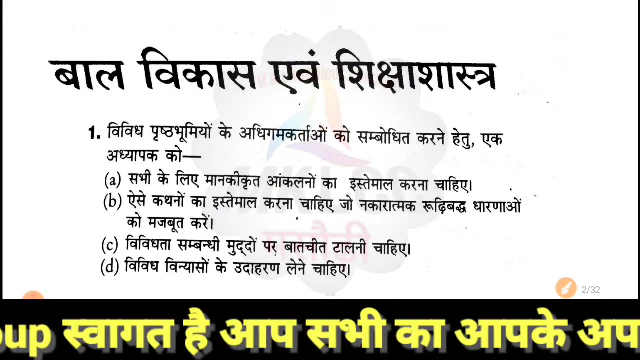 बाल विकास एवं शिक्षाशास्त्र
1. विविध पृष्ठभूमियों के अधिगमकर्ताओं को सम्बोधित करने हेतु, एक
अध्यापक को—
(a) सभी के लिए मानकीकृत आंकलनों का इस्तेमाल करना चाहिए।
(b) ऐसे कथनों का इस्तेमाल करना चाहिए जो नकारात्मक रूढ़िबद्ध धारणाओं
को मजबूत करें।
(c) विविधता सम्बन्धी मुद्दों पर बातचीत टालनी चाहिए।
(d) विविध विन्यासों के उदाहरण लेने चाहिए।
2/32
स्वागत है आप सभी का आपके